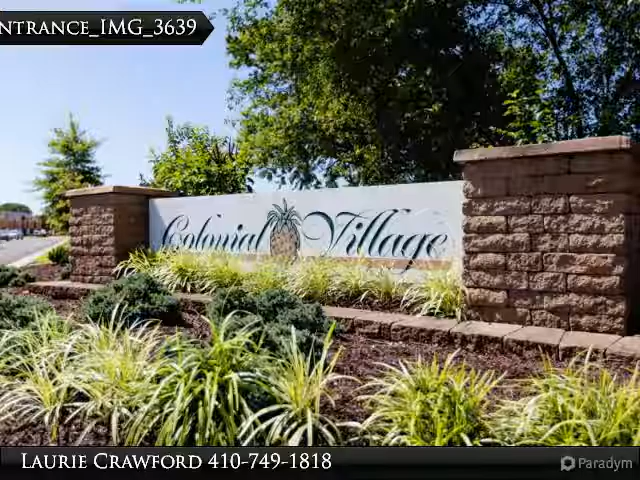 NTRANCE_IMG_3639
Colonial Village
LAURIE CRAWFORD 410-749-1818
Paradym